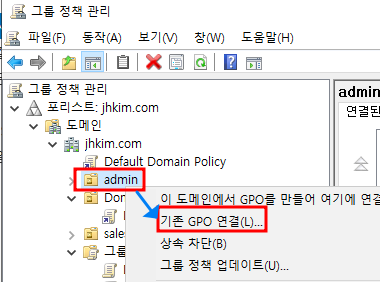 그룹 정책 관리
파일(F) 동작(A) 보기(V) 창(W) 도움말(H)
그룹 정책 관리
포리스트: jhkim.com
도메인
jhkim.com
Default Domain Policy
admin
Dom
sale
그룹
admin
연결된
이 도메인에서 GPO를 만들어 여기에 연결
기존 GPO 연결(L)...
상속 차단(B)
그룹 정책 업데이트(U)...